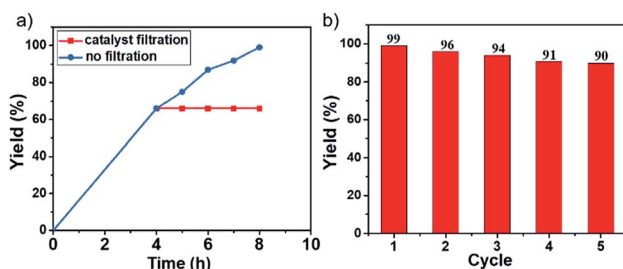 a)
catalyst filtration
no filtration
Yield (%)
100
80
60
40
20
0
0 2 4 6 8 10
Time (h)
b)
Yield (%)
100
80
60
40
20
0
99 96 94 91 90
1 2 3 4 5
Cycle